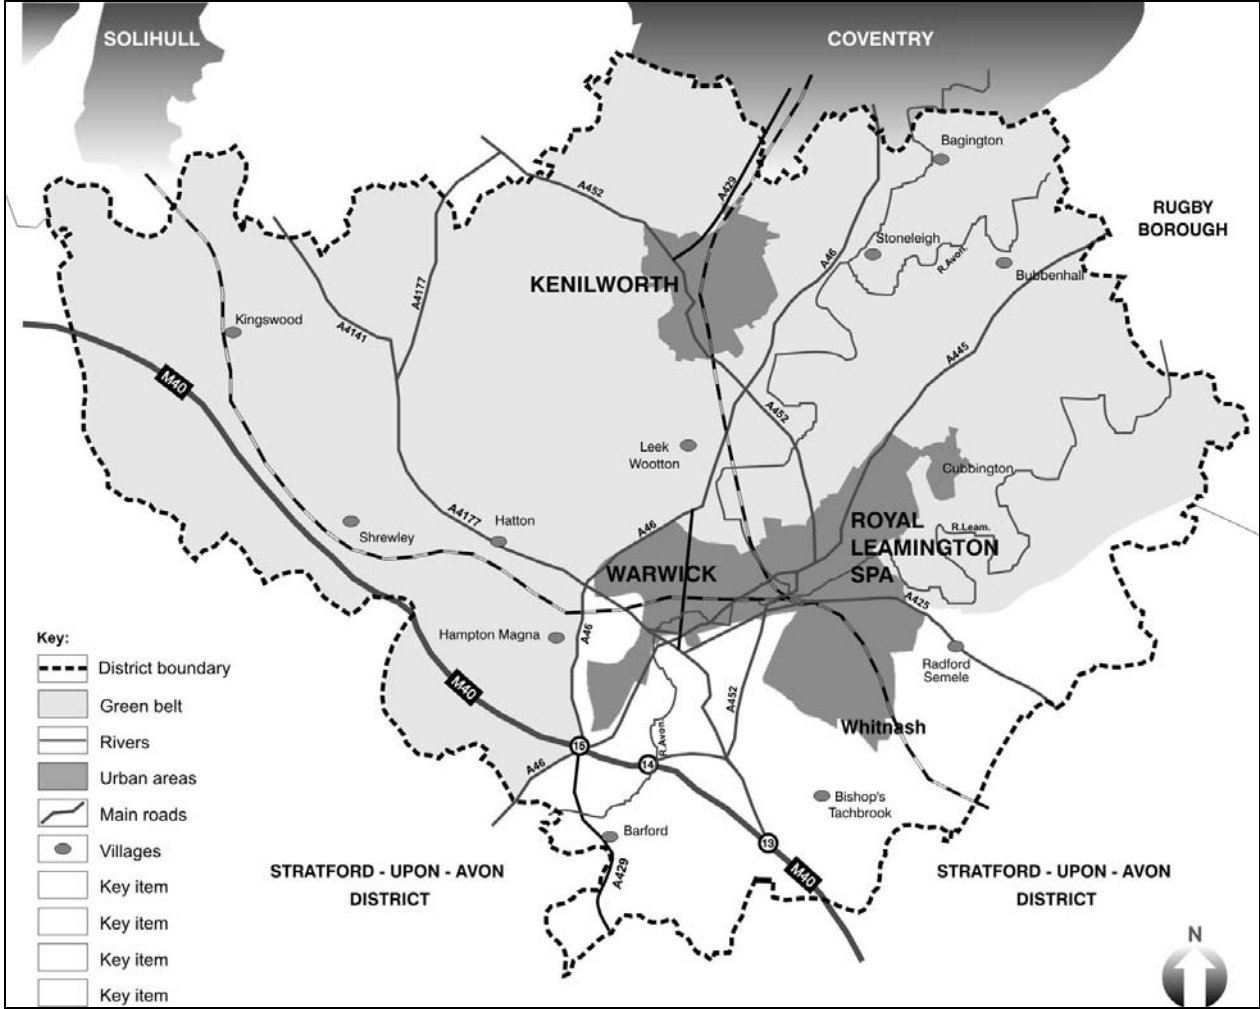 SOLIHULL
COVENTRY
Bagington
A452
A429
RUGBY
BOROUGH
Stoneleigh
A46
R.Avon.
Bubbenhall
KENILWORTH
A4177
Kingswood
A4141
A445
M40
A452
Leek
Wootton
Cubbington
A4177
Hatton
A46
ROYAL
LEAMINGTON
SPA
R.Leam.
Shrewley
WARWICK
A425
Hampton Magna
A46
Radford
Semele
M40
A452
Whitnash
R.Avon.
15
14
A46
Bishop's
Tachbrook
Barford
13
A429
M40
STRATFORD - UPON - AVON
DISTRICT
STRATFORD - UPON - AVON
DISTRICT
N
Key:
District boundary
Green belt
Rivers
Urban areas
Main roads
Villages
Key item
Key item
Key item
Key item